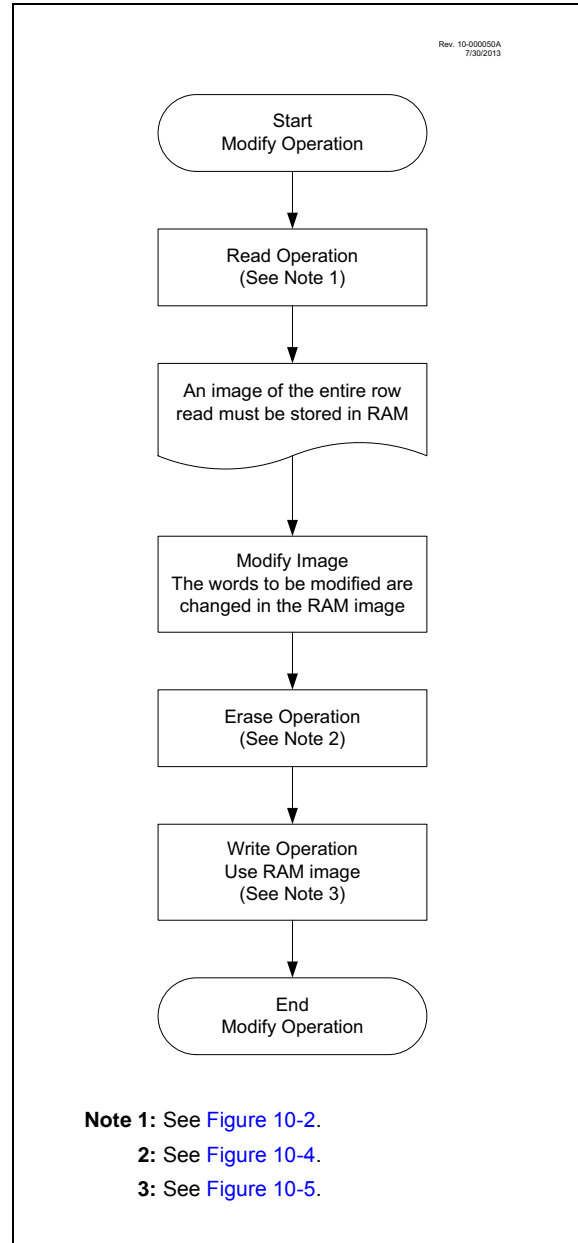 Rev. 10-000050A
7/30/2013
Start
Modify Operation
Read Operation
(See Note 1)
An image of the entire row
read must be stored in RAM
Modify Image
The words to be modified are
changed in the RAM image
Erase Operation
(See Note 2)
Write Operation
Use RAM image
(See Note 3)
End
Modify Operation
Note 1: See Figure 10-2.
2: See Figure 10-4.
3: See Figure 10-5.